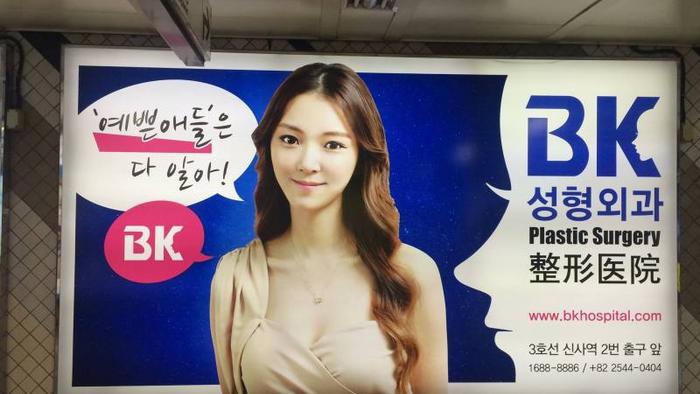 '예쁜애들'은
다 알아!
BK
BK
성형외과
Plastic Surgery
整形医院
www.bkhospital.com
3호선 신사역 2번 출구 앞
1688-8886 / +82 2544-0404